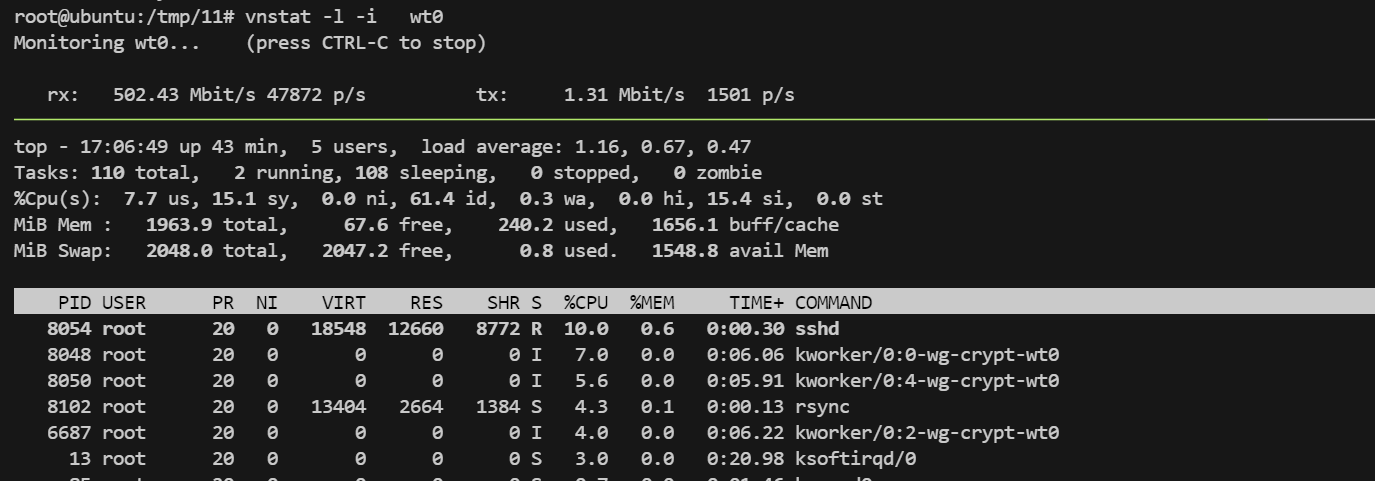 root@ubuntu:/tmp/11# vnstat -l -i   wt0
Monitoring wt0...    (press CTRL-C to stop)
   rx:   502.43 Mbit/s 47872 p/s          tx:     1.31 Mbit/s  1501 p/s
top - 17:06:49 up 43 min,  5 users,  load average: 1.16, 0.67, 0.47
Tasks: 110 total,   2 running, 108 sleeping,   0 stopped,   0 zombie
%Cpu(s):  7.7 us, 15.1 sy,  0.0 ni, 61.4 id,  0.3 wa,  0.0 hi, 15.4 si,  0.0 st
MiB Mem :   1963.9 total,     67.6 free,    240.2 used,   1656.1 buff/cache
MiB Swap:   2048.0 total,   2047.2 free,      0.8 used.   1548.8 avail Mem
    PID USER      PR  NI    VIRT    RES    SHR S  %CPU  %MEM     TIME+ COMMAND
   8054 root      20   0   18548  12660   8772 R  10.0   0.6   0:00.30 sshd
   8048 root      20   0       0      0      0 I   7.0   0.0   0:06.06 kworker/0:0-wg-crypt-wt0
   8050 root      20   0       0      0      0 I   5.6   0.0   0:05.91 kworker/0:4-wg-crypt-wt0
   8102 root      20   0   13404   2664   1384 S   4.3   0.1   0:00.13 rsync
   6687 root      20   0       0      0      0 I   4.0   0.0   0:06.22 kworker/0:2-wg-crypt-wt0
     13 root      20   0       0      0      0 S   3.0   0.0   0:20.98 ksoftirqd/0